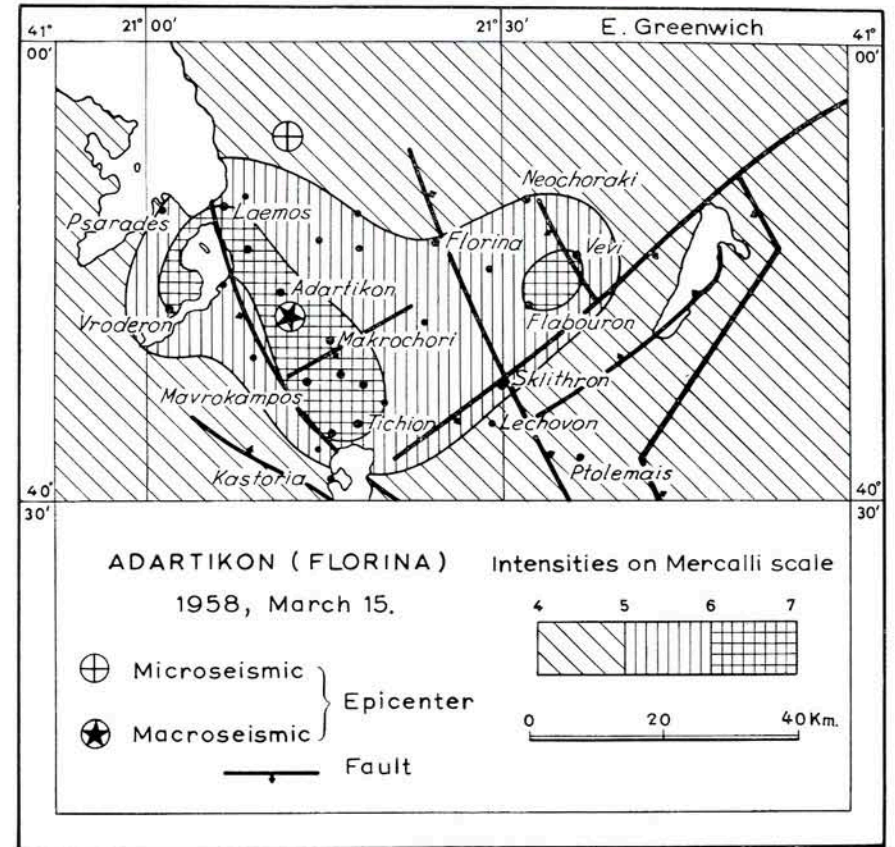 41° 21° 00' 21° 30' E. Greenwich 41°
00' 00'
Neochoraki
Psarades Laemos
Florina
Vevi
Adartikon
Vroderon
Flabouron
Makrochori
Mavrokampos
Sklithron
Tichion
Lechovon
Kastoria
Ptolemais
40° 40°
30' 30'
ADARTIKON (FLORINA)
1958, March 15.
Intensities on Mercalli scale
4 5 6 7
Microseismic
Epicenter
Macroseismic
Fault
0 20 40 Km.